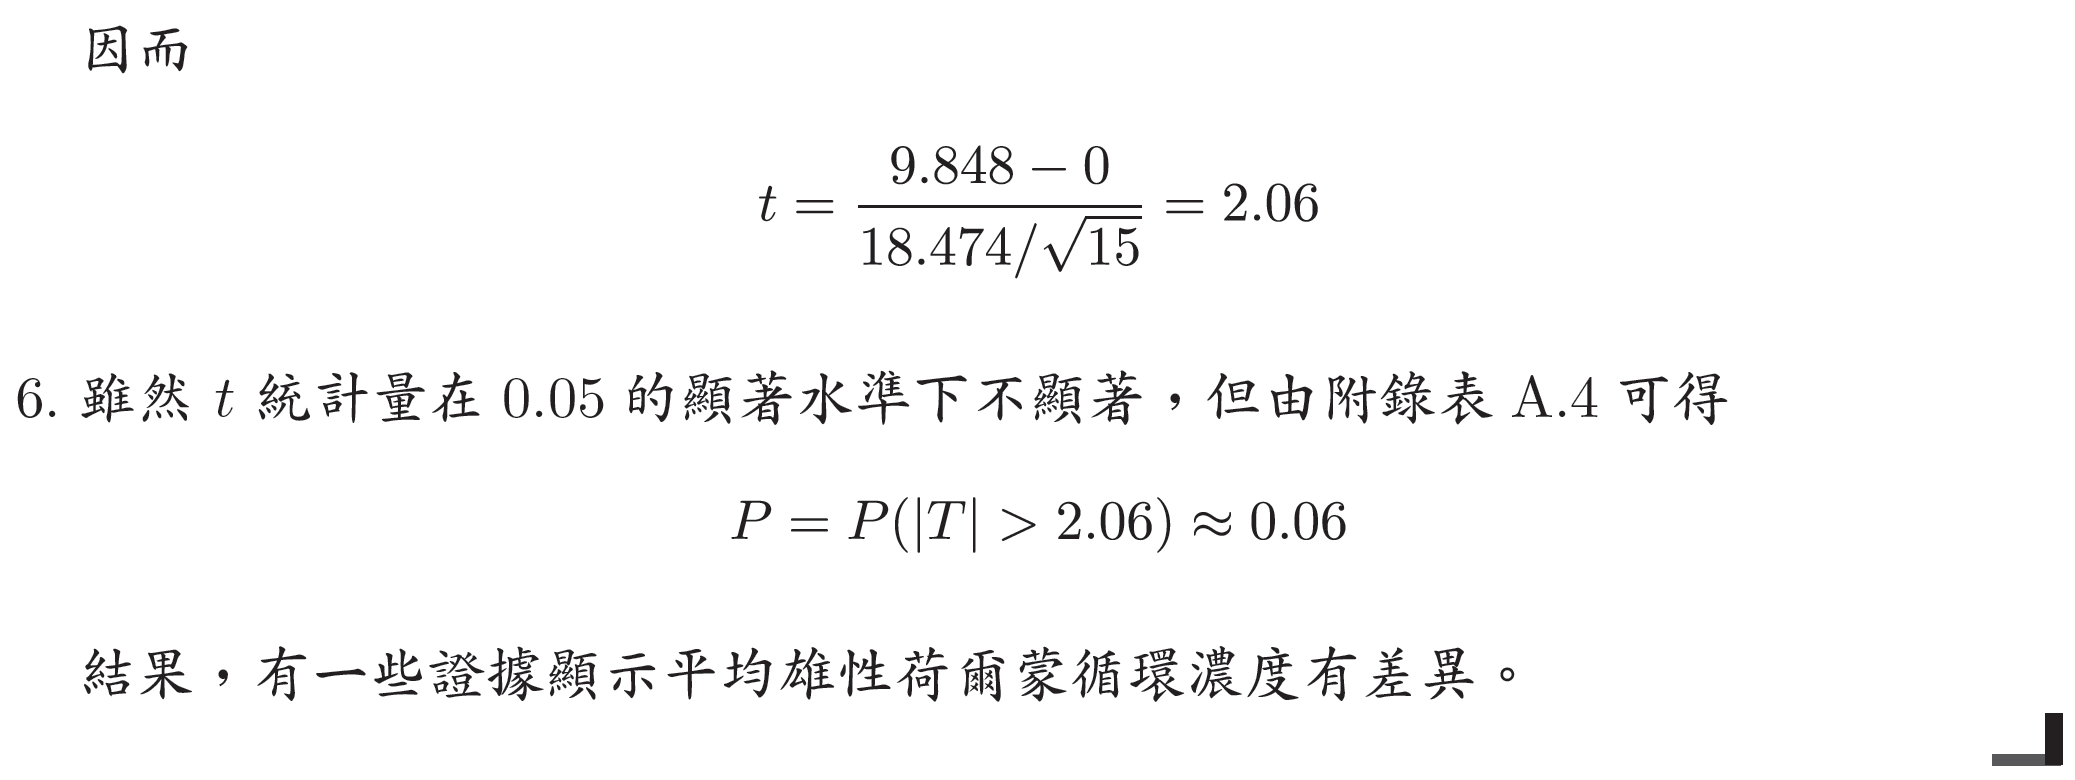 因而
t = (9.848 − 0) / (18.474/√15) = 2.06
6. 雖然 t 統計量在 0.05 的顯著水準下不顯著，但由附錄表 A.4 可得
P = P(|T| > 2.06) ≈ 0.06
結果，有一些證據顯示平均雄性荷爾蒙循環濃度有差異。